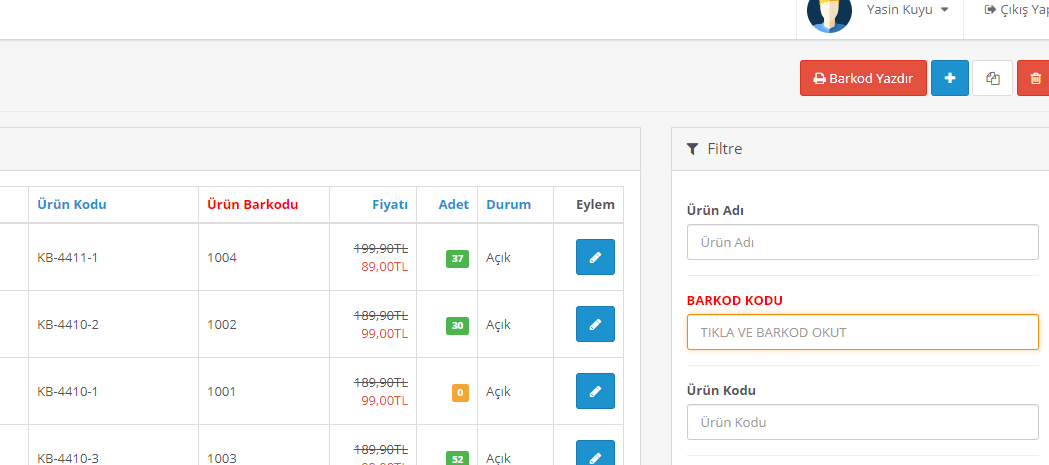 Yasin Kuyu
Çıkış Yap
Barkod Yazdır
Filtre
Ürün Kodu Ürün Barkodu Fiyatı Adet Durum Eylem
KB-4411-1 1004 199,90TL 89,00TL 37 Açık
KB-4410-2 1002 189,90TL 99,00TL 30 Açık
KB-4410-1 1001 189,90TL 99,00TL 0 Açık
KB-4410-3 1003 189,90TL 52 Açık
Ürün Adı
Ürün Adı
BARKOD KODU
TIKLA VE BARKOD OKUT
Ürün Kodu
Ürün Kodu